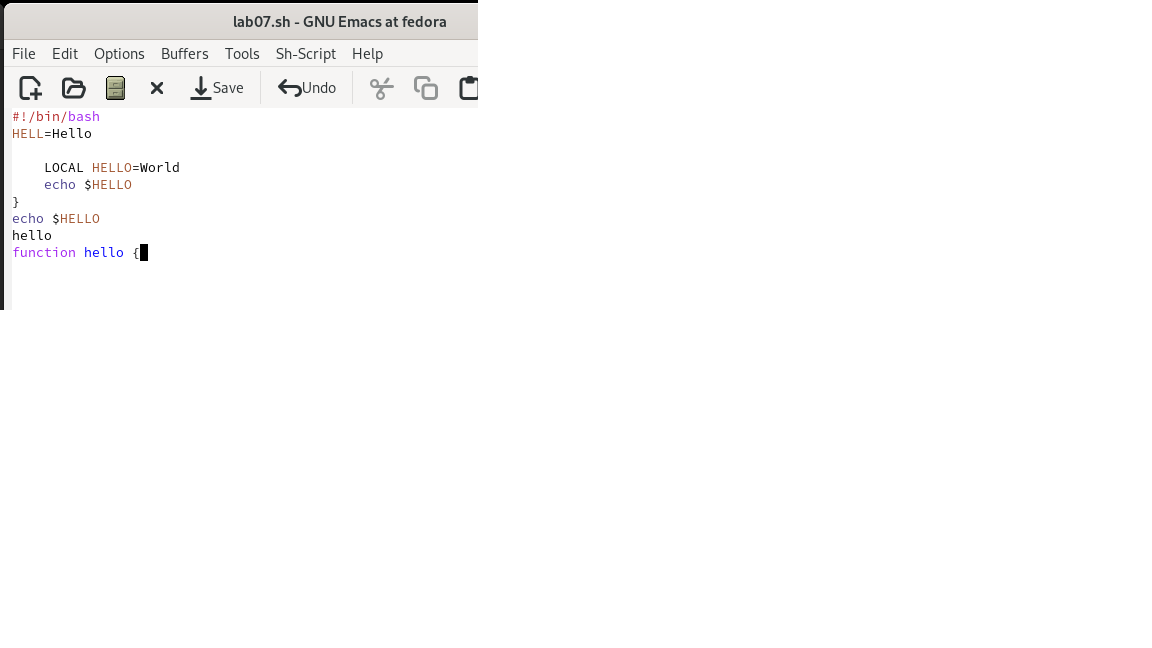 lab07.sh - GNU Emacs at fedora
File Edit Options Buffers Tools Sh-Script Help
Save Undo
#!/bin/bash
HELL=Hello
LOCAL HELLO=World
echo $HELLO
}
echo $HELLO
hello
function hello {